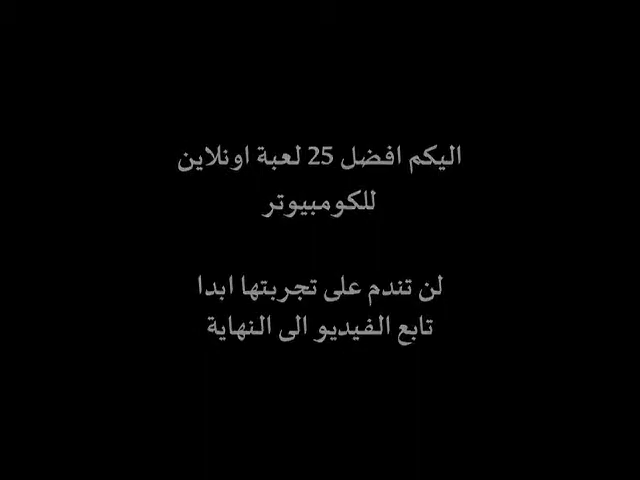 اليكم افضل 25 لعبة اونلاين
للكومبيوتر
لن تندم على تجربتها ابدا
تابع الفيديو الى النهاية